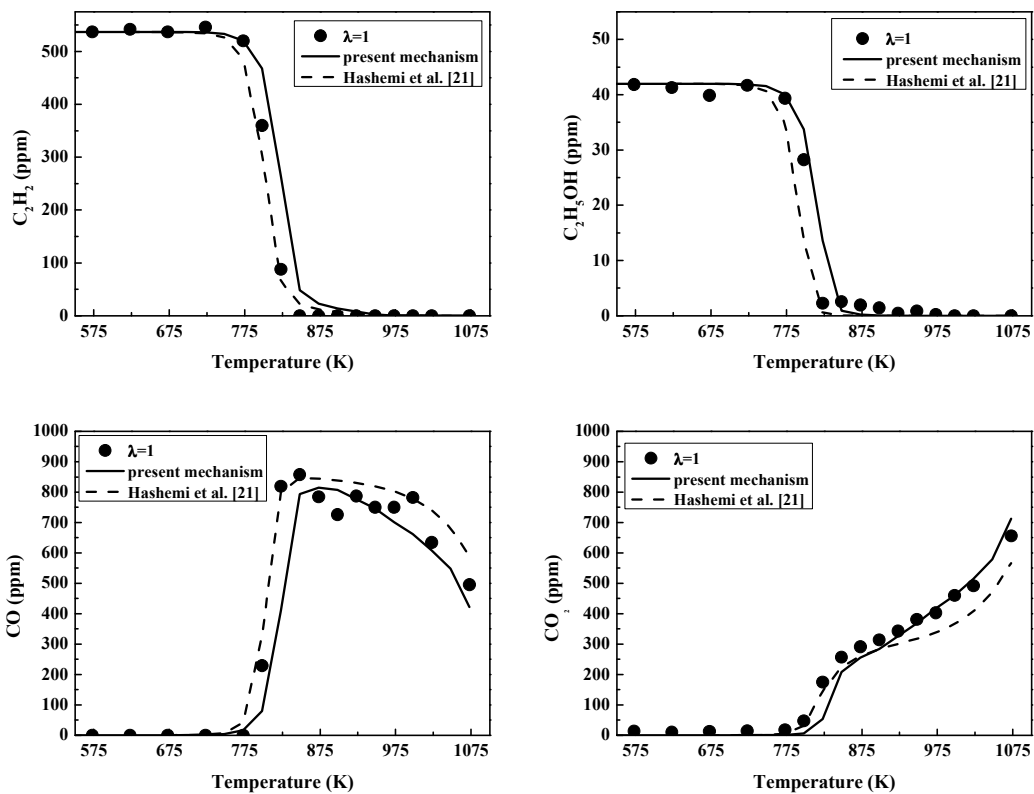 C₂H₂ (ppm)
500
400
300
200
100
0
575 675 775 875 975 1075
Temperature (K)
λ=1
present mechanism
Hashemi et al. [21]
C₂H₅OH (ppm)
50
40
30
20
10
0
575 675 775 875 975 1075
Temperature (K)
λ=1
present mechanism
Hashemi et al. [21]
CO (ppm)
1000
900
800
700
600
500
400
300
200
100
0
575 675 775 875 975 1075
Temperature (K)
λ=1
present mechanism
Hashemi et al. [21]
CO₂ (ppm)
1000
900
800
700
600
500
400
300
200
100
0
575 675 775 875 975 1075
Temperature (K)
λ=1
present mechanism
Hashemi et al. [21]